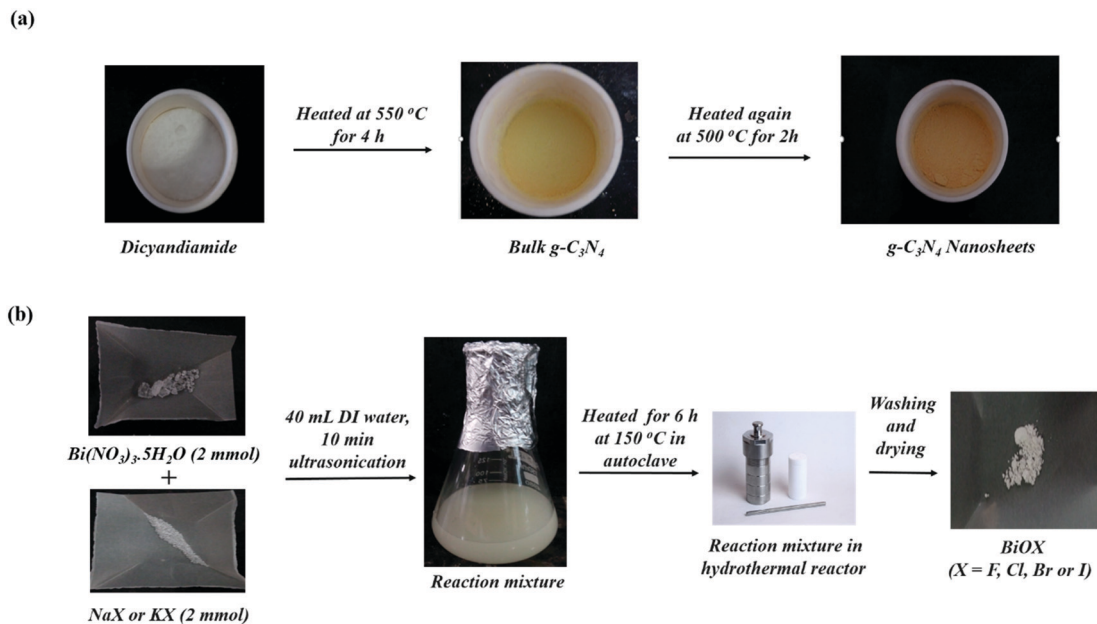 (a)
Heated at 550 °C
for 4 h
Heated again
at 500 °C for 2h
Dicyandiamide
Bulk g-C₃N₄
g-C₃N₄ Nanosheets
(b)
40 mL DI water,
10 min
ultrasonication
Heated for 6 h
at 150 °C in
autoclave
Washing
and
drying
Bi(NO₃)₃.5H₂O (2 mmol)
+
NaX or KX (2 mmol)
Reaction mixture
Reaction mixture in
hydrothermal reactor
BiOX
(X = F, Cl, Br or I)